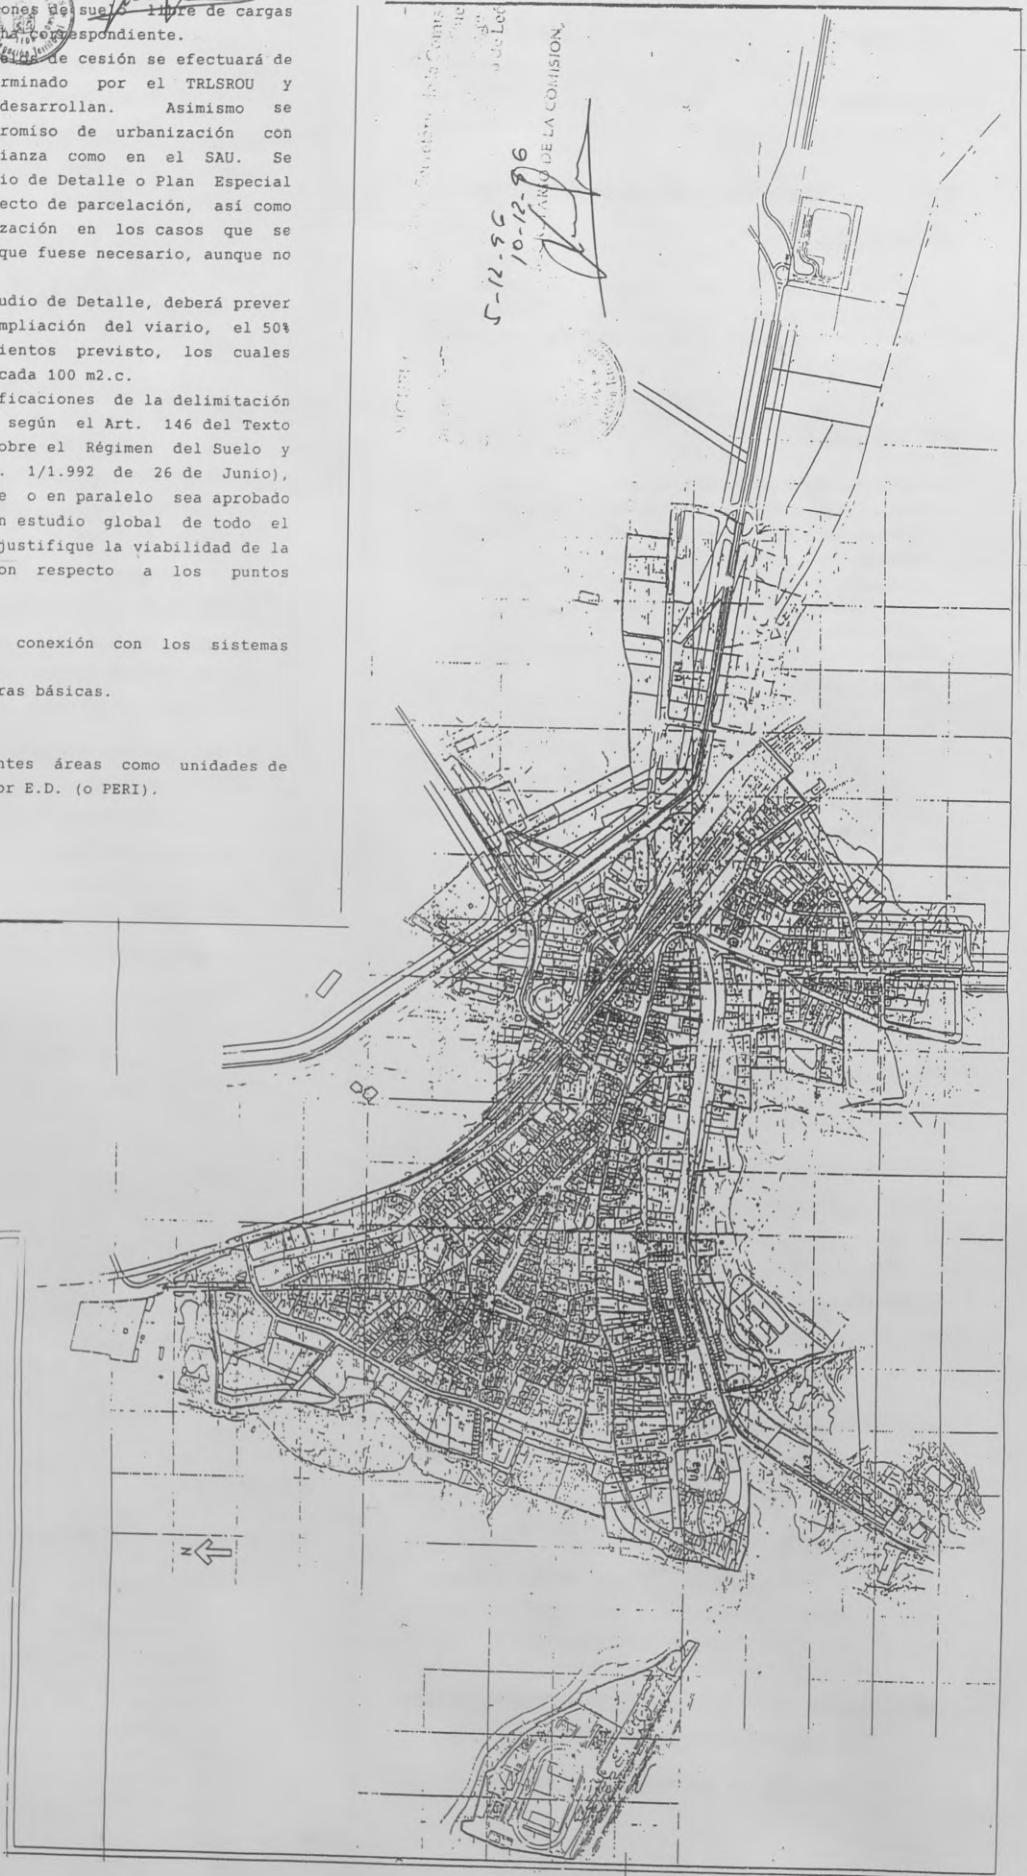 ones de suelo libre de cargas
correspondiente.
de cesión se efectuará de
rminado por el TRLSROU y
desarrollan. Asimismo se
romiso de urbanización con
ianza como en el SAU. Se
io de Detalle o Plan Especial
ecto de parcelación, así como
zación en los casos que se
que fuese necesario, aunque no
udio de Detalle, deberá prever
mpliación del viario, el 50%
ientos previsto, los cuales
cada 100 m2.c.
ficaciones de la delimitación
según el Art. 146 del Texto
obre el Régimen del Suelo y
. 1/1.992 de 26 de Junio),
e o en paralelo sea aprobado
n estudio global de todo el
justifique la viabilidad de la
on respecto a los puntos
conexión con los sistemas
ras básicas.
ntes áreas como unidades de
or E.D. (o PERI).
de Leó
5-12-96
10-12-96
DE LA COMISION,
N